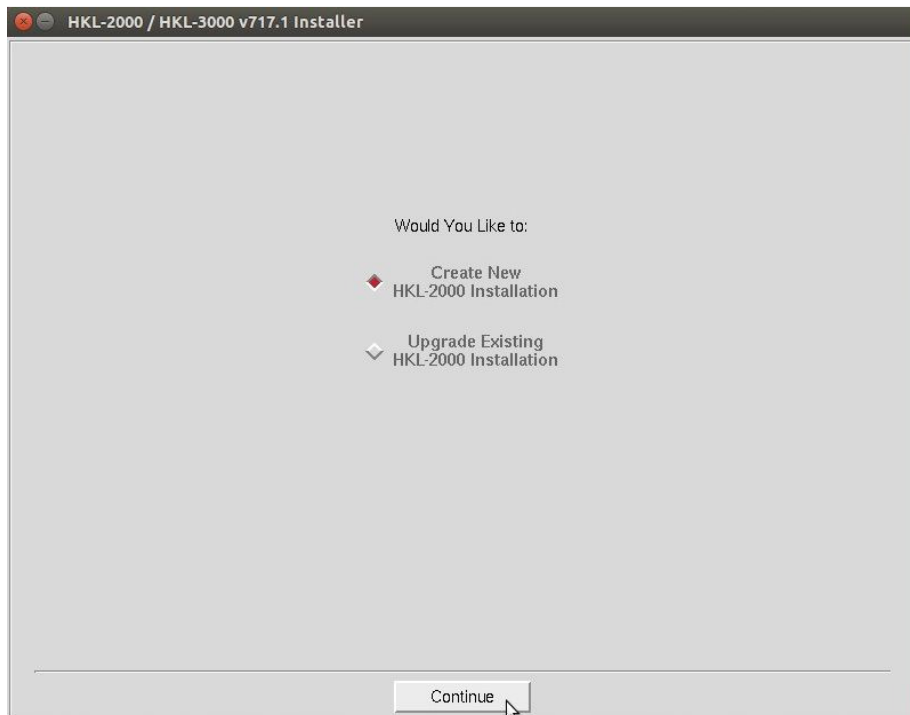 HKL-2000 / HKL-3000 v717.1 Installer
Would You Like to:
Create New
HKL-2000 Installation
Upgrade Existing
HKL-2000 Installation
Continue